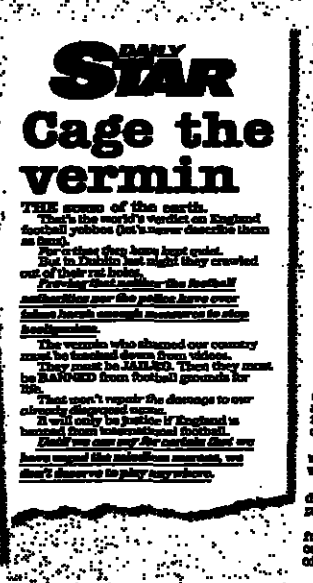 DAILY
STAR
Cage the
vermin
THE scum of the earth.
That's the world's verdict on England
football yobbos (let's never describe them
as fans).
For a time they have kept quiet.
But in Dublin last night they crawled
out of their rat holes.
Proving that neither the football
authorities nor the police have ever
taken harsh enough measures to stop
hooliganism.
The vermin who shamed our country
must be tracked down from videos.
They must be JAILED. Then they must
be BANNED from football grounds for
life.
That won't repair the damage to our
already disgraced name.
It will only be justice if England is
banned from international football.
Until we can say for certain that we
have caged the mindless morons, we
don't deserve to play anywhere.